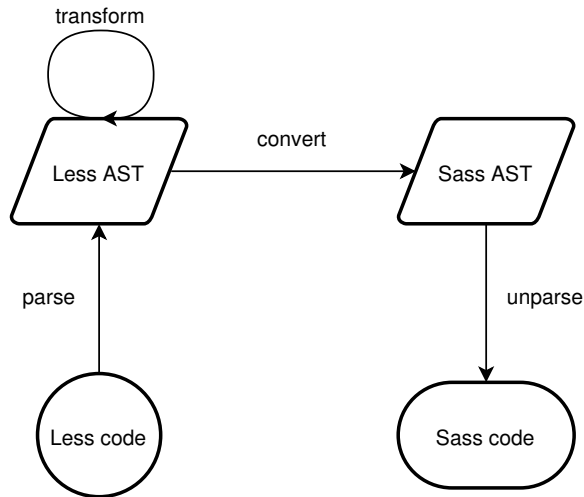 transform
Less AST
convert
Sass AST
parse
unparse
Less code
Sass code